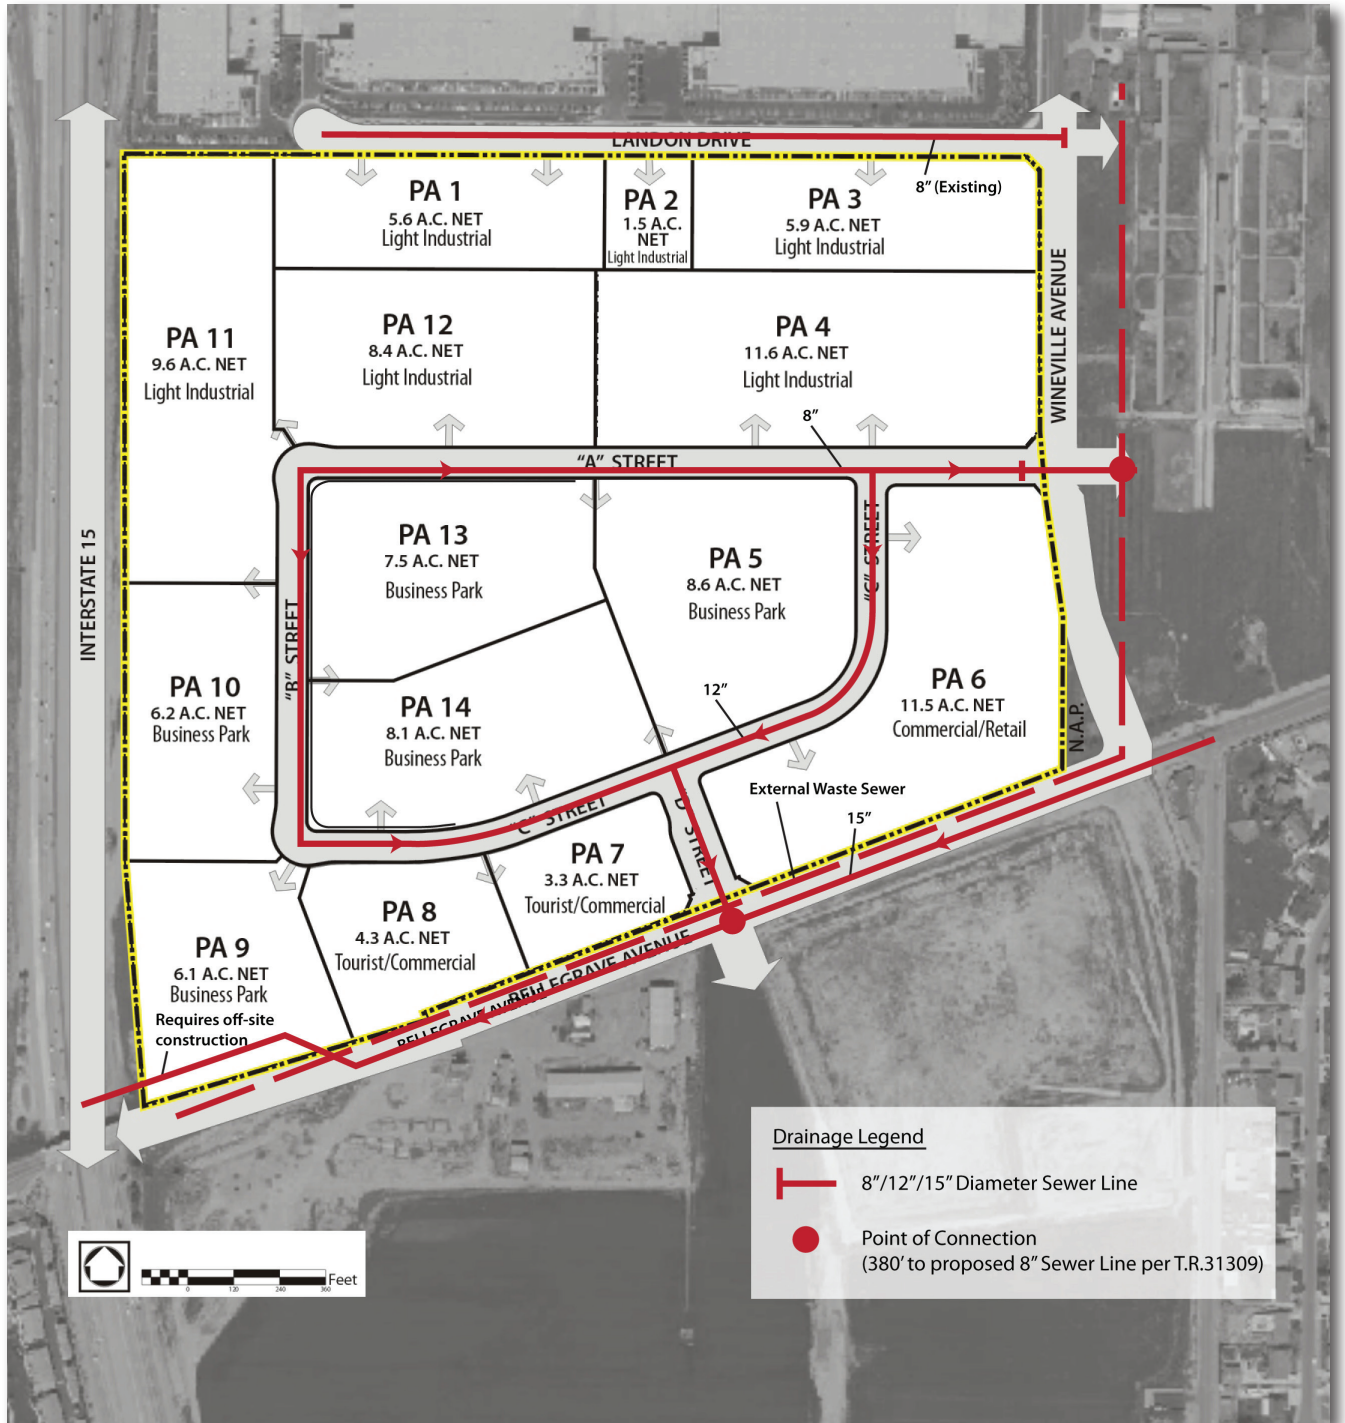 LANDON DRIVE
8” (Existing)
PA 1
5.6 A.C. NET
Light Industrial
PA 2
1.5 A.C.
NET
Light Industrial
PA 3
5.9 A.C. NET
Light Industrial
WINEVILLE AVENUE
PA 11
9.6 A.C. NET
Light Industrial
PA 12
8.4 A.C. NET
Light Industrial
PA 4
11.6 A.C. NET
Light Industrial
8”
“A” STREET
INTERSTATE 15
“B” STREET
PA 13
7.5 A.C. NET
Business Park
PA 5
8.6 A.C. NET
Business Park
“C” STREET
PA 10
6.2 A.C. NET
Business Park
PA 14
8.1 A.C. NET
Business Park
12”
PA 6
11.5 A.C. NET
Commercial/Retail
N.A.P.
External Waste Sewer
15”
“C” STREET
“D” STREET
PA 7
3.3 A.C. NET
Tourist/Commercial
PA 8
4.3 A.C. NET
Tourist/Commercial
PA 9
6.1 A.C. NET
Business Park
BELLEGRAVE AVENUE
BELLEGRAVE AVENUE
Requires off-site
construction
Drainage Legend
8”/12”/15” Diameter Sewer Line
Point of Connection
(380’ to proposed 8” Sewer Line per T.R.31309)
Feet
0 120 240 360